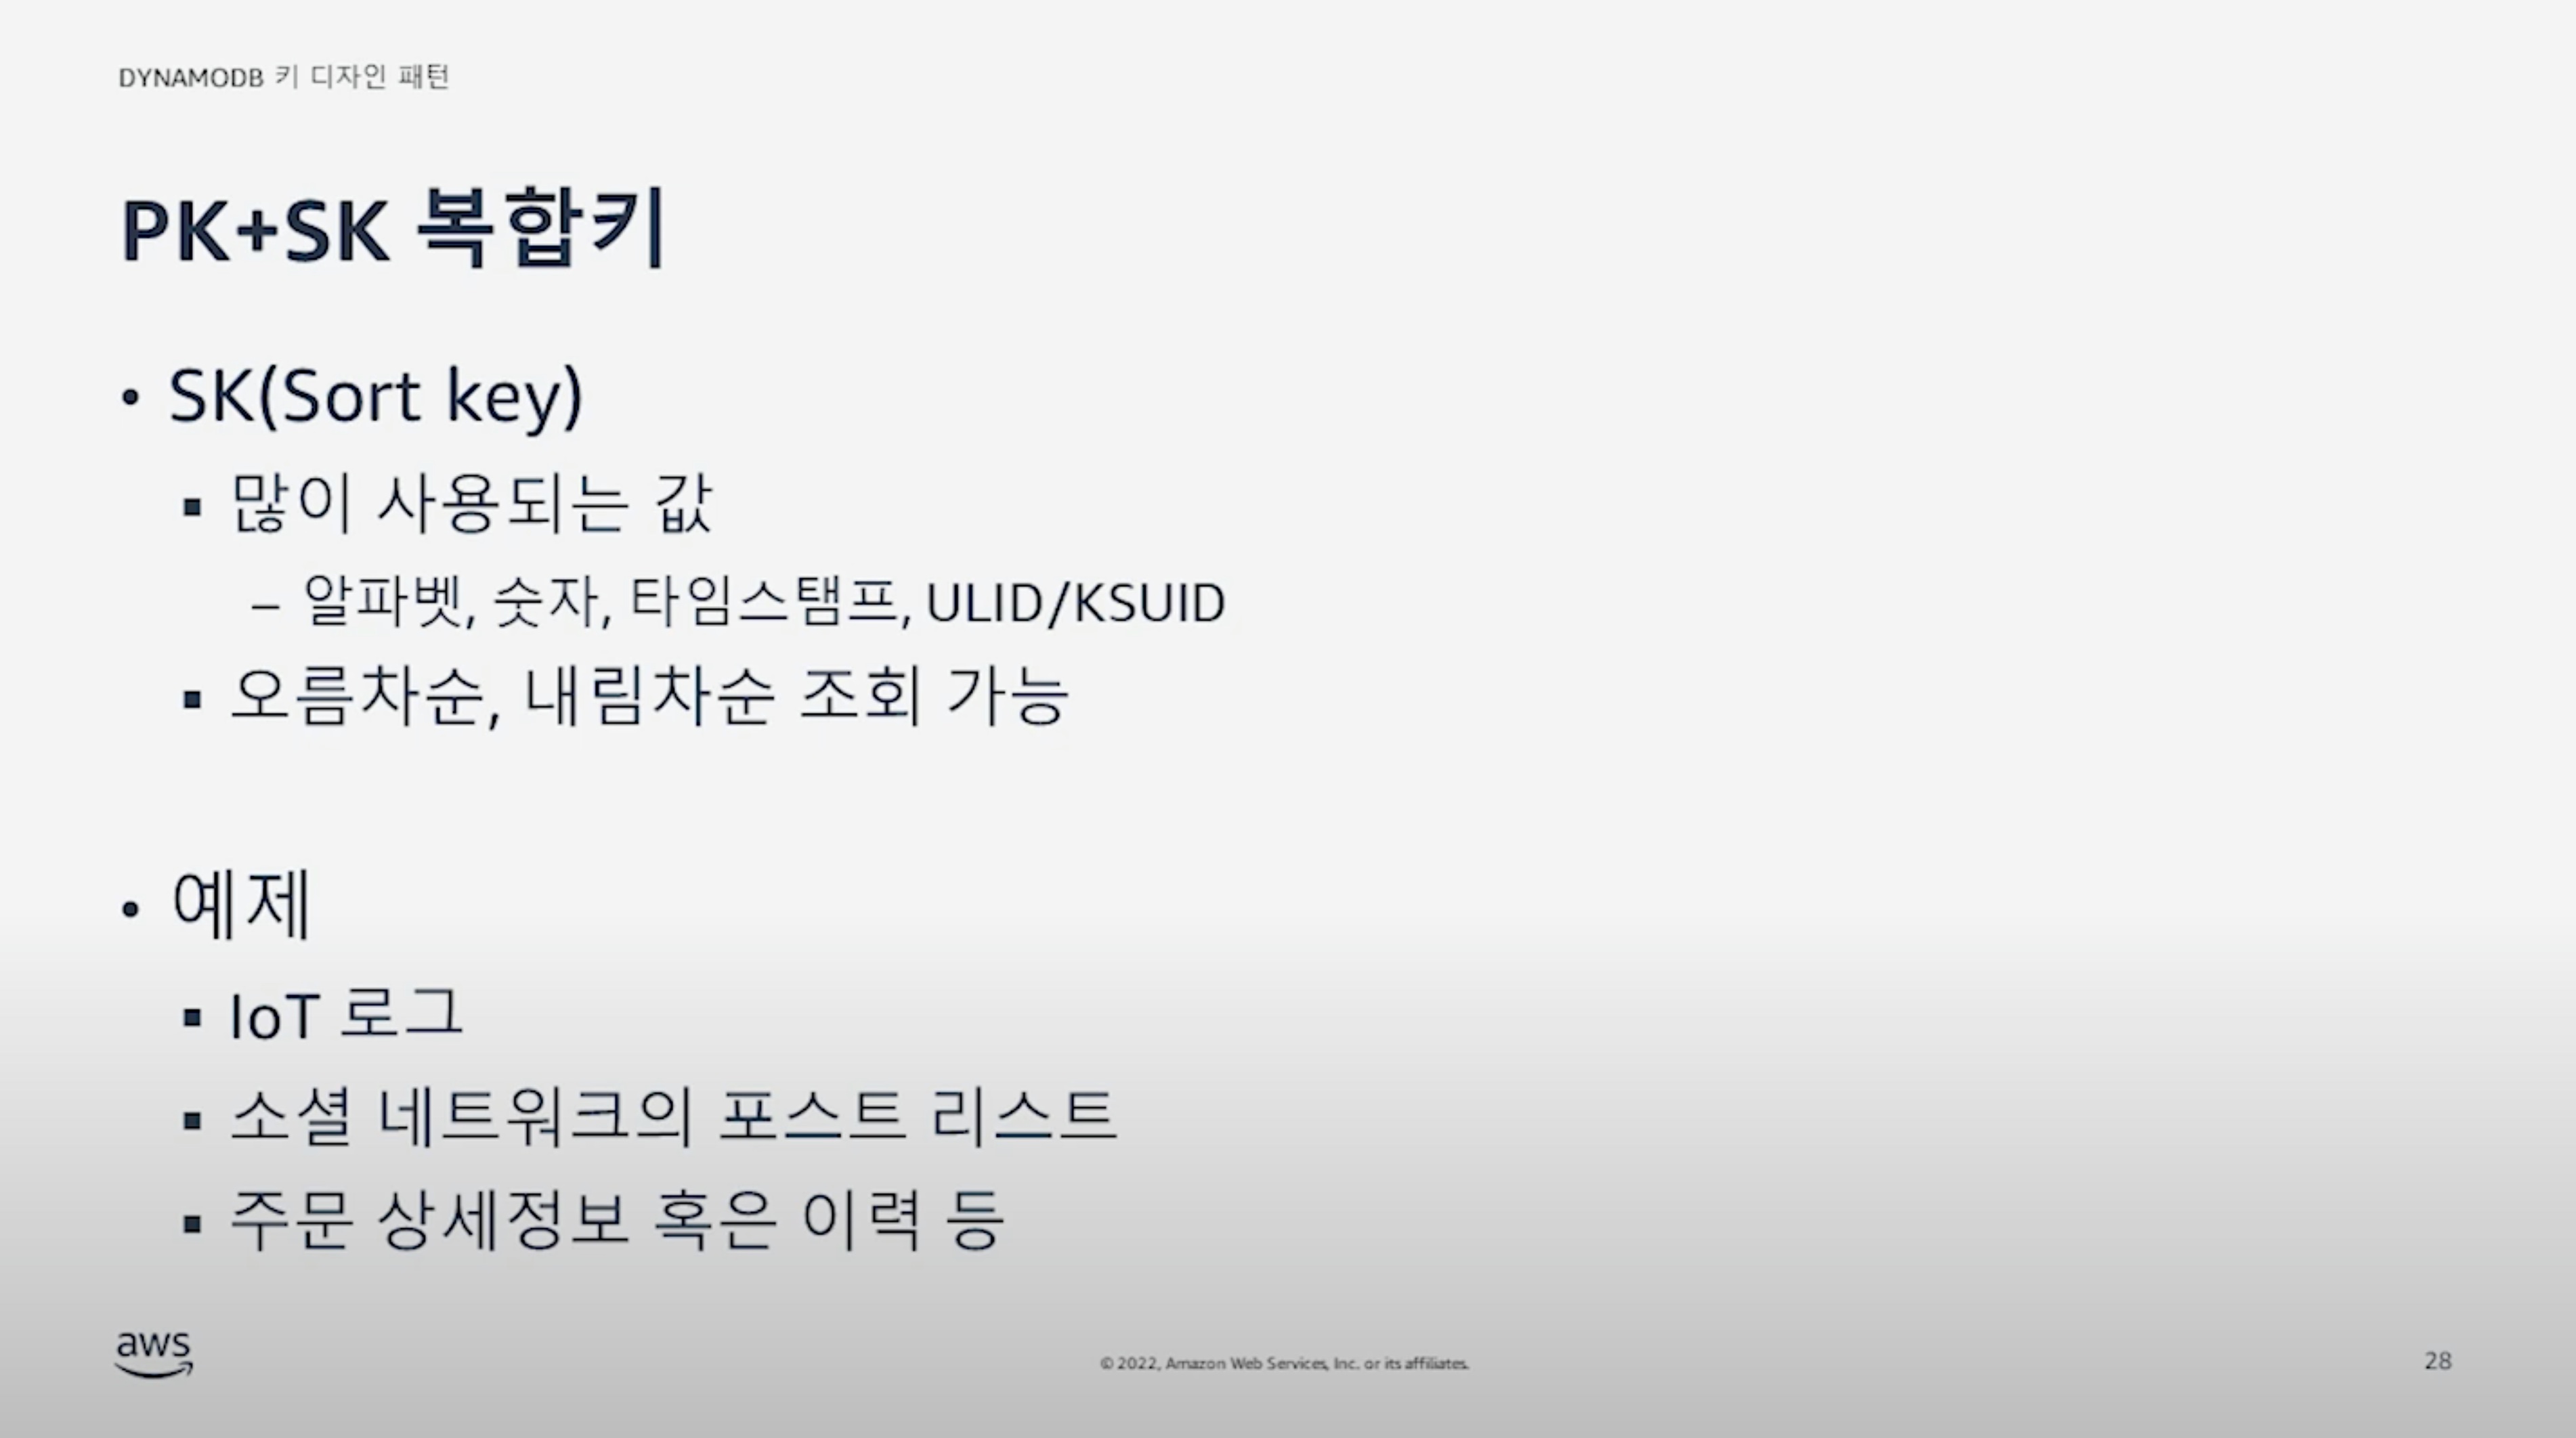 DYNAMODB 키 디자인 패턴
PK+SK 복합키
• SK(Sort key)
▪ 많이 사용되는 값
– 알파벳, 숫자, 타임스탬프, ULID/KSUID
▪ 오름차순, 내림차순 조회 가능
• 예제
▪ IoT 로그
▪ 소셜 네트워크의 포스트 리스트
▪ 주문 상세정보 혹은 이력 등
aws
© 2022, Amazon Web Services, Inc. or its affiliates.
28